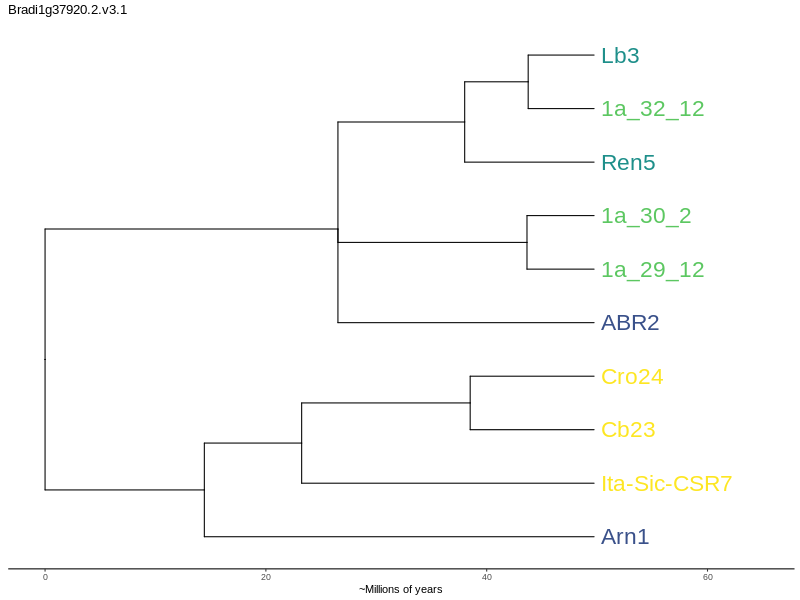 Bradi1g37920.2.v3.1
Lb3
1a_32_12
Ren5
1a_30_2
1a_29_12
ABR2
Cro24
Cb23
Ita-Sic-CSR7
Arn1
0 20 40 60
~Millions of years